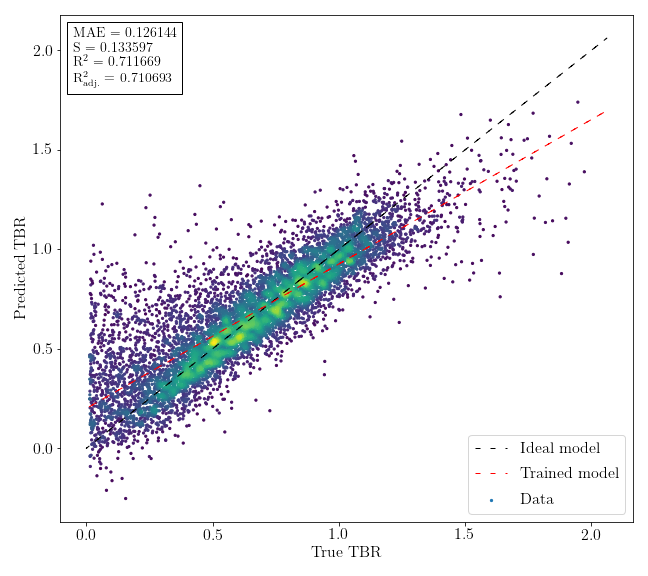 MAE = 0.126144
S = 0.133597
R² = 0.711669
R²adj. = 0.710693
2.0
1.5
1.0
0.5
0.0
Predicted TBR
0.0 0.5 1.0 1.5 2.0
True TBR
Ideal model
Trained model
Data